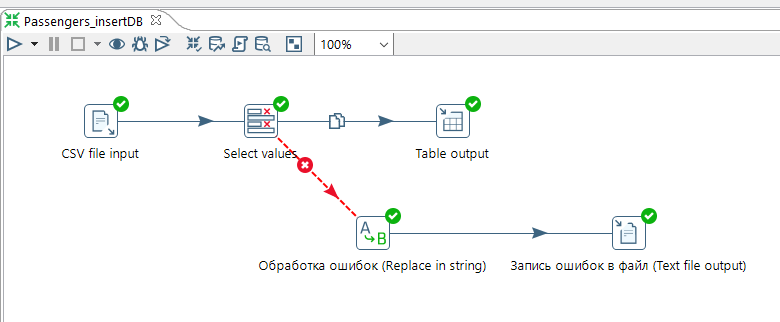 Passengers_insertDB
100%
CSV file input
Select values
Table output
A
B
Обработка ошибок (Replace in string)
Запись ошибок в файл (Text file output)